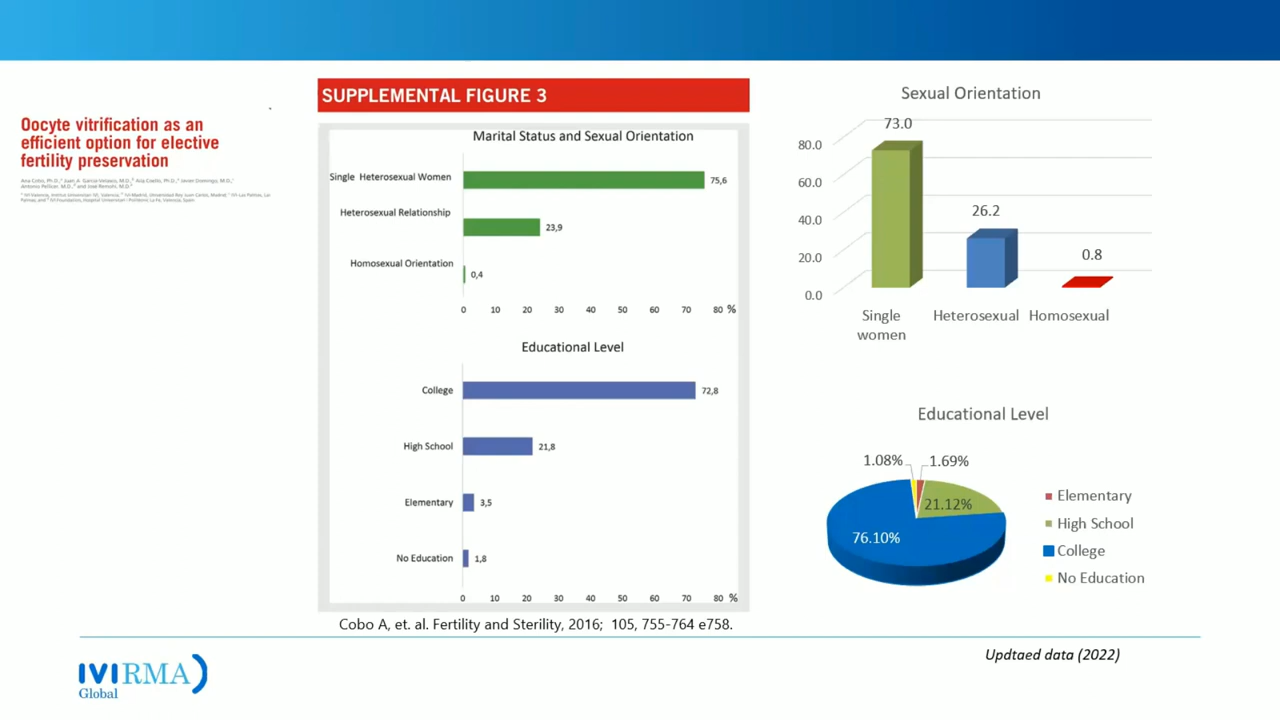 Oocyte vitrification as an
efficient option for elective
fertility preservation
SUPPLEMENTAL FIGURE 3
Marital Status and Sexual Orientation
Single Heterosexual Women
75,6
Heterosexual Relationship
23,9
Homosexual Orientation
0,4
0 10 20 30 40 50 60 70 80 %
Educational Level
College
72,8
High School
21,8
Elementary
3,5
No Education
1,8
0 10 20 30 40 50 60 70 80 %
Cobo A, et. al. Fertility and Sterility, 2016; 105, 755-764 e758.
Sexual Orientation
80.0
60.0
40.0
20.0
0.0
73.0
26.2
0.8
Single
women
Heterosexual
Homosexual
Educational Level
1.08%
1.69%
21.12%
76.10%
Elementary
High School
College
No Education
Updtaed data (2022)
IVIRMA
Global